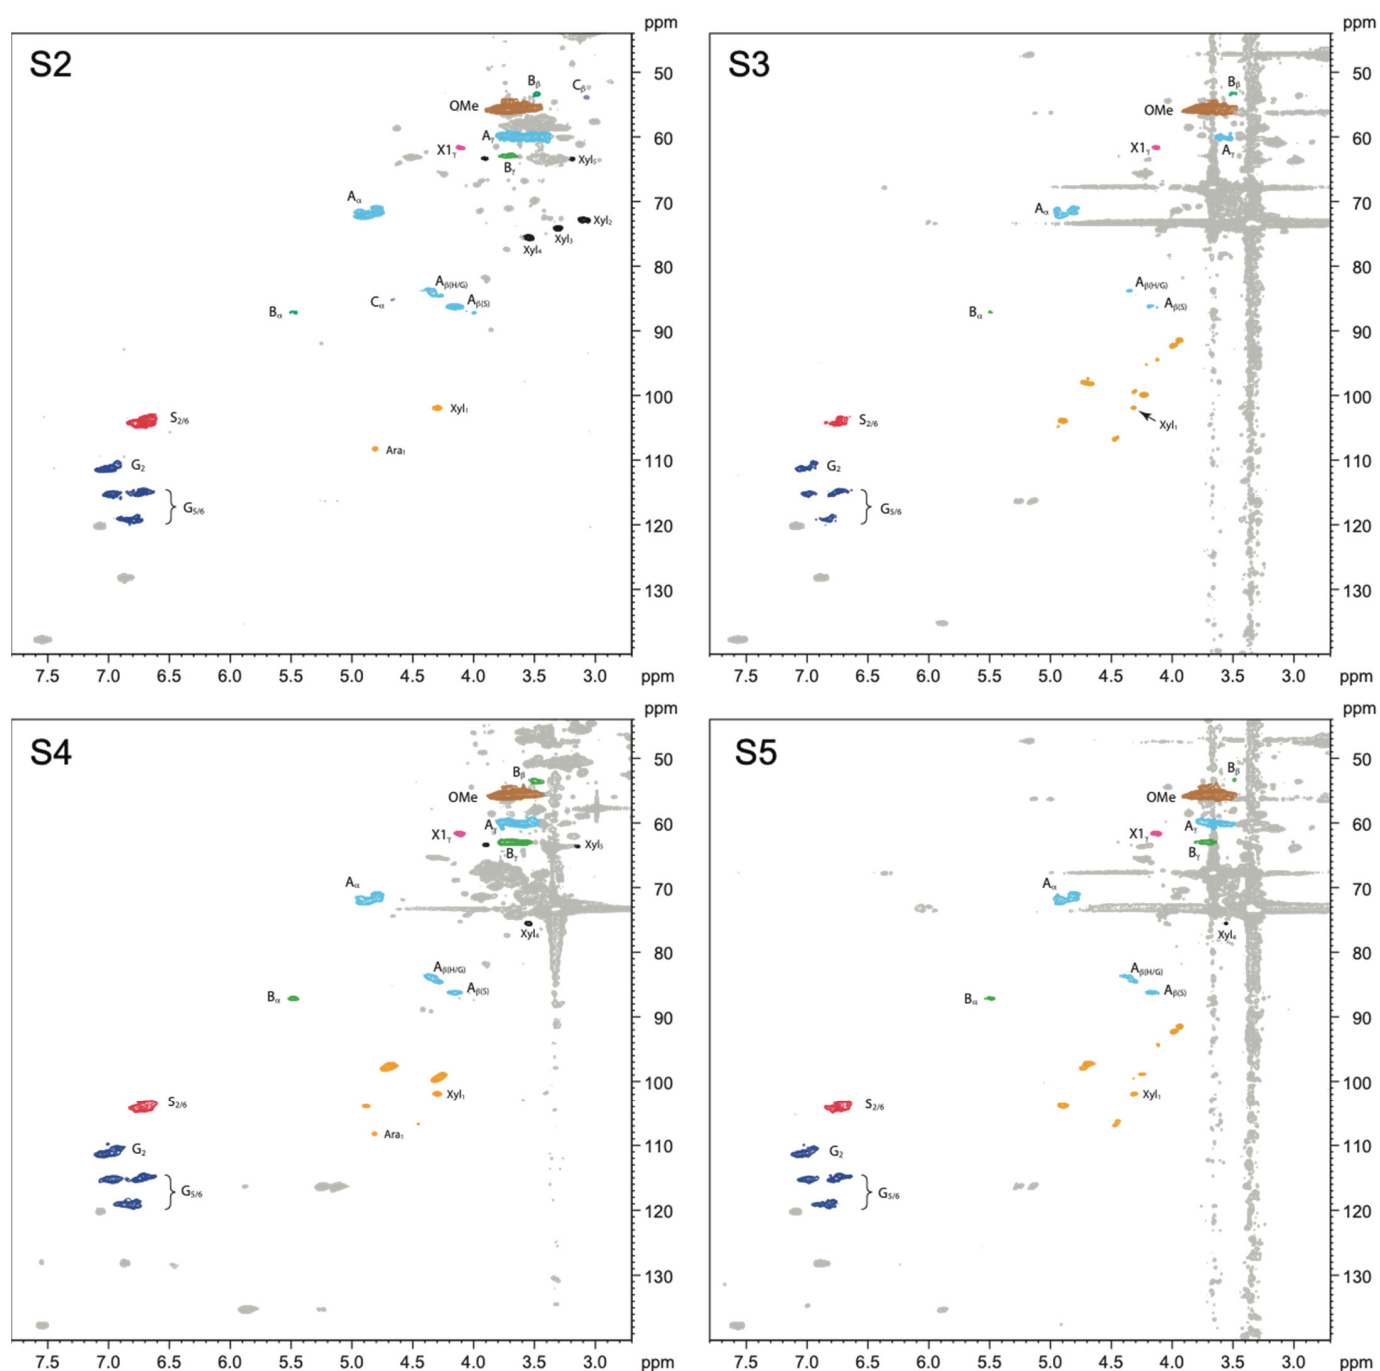 ppm
S2
50
Bβ
Cβ
OMe
60
Aγ
X1γ
Bγ
Xyl₅
Aα
70
Xyl₂
Xyl₃
Xyl₄
80
Aβ(H/G)
Cα
Aβ(S)
Bα
90
100
Xyl₁
S2/6
Ara₁
110
G₂
G5/6
120
130
7.5 7.0 6.5 6.0 5.5 5.0 4.5 4.0 3.5 3.0 ppm
ppm
S3
50
Bβ
OMe
60
X1γ
Aγ
Aα
70
80
Aβ(H/G)
Aβ(S)
Bα
90
100
S2/6
Xyl₁
110
G₂
G5/6
120
130
7.5 7.0 6.5 6.0 5.5 5.0 4.5 4.0 3.5 3.0 ppm
ppm
S4
50
Bβ
OMe
60
Aγ
X1γ
Xyl₅
Bγ
Aα
70
Xyl₄
80
Aβ(H/G)
Aβ(S)
Bα
90
100
Xyl₁
S2/6
Ara₁
110
G₂
G5/6
120
130
7.5 7.0 6.5 6.0 5.5 5.0 4.5 4.0 3.5 3.0 ppm
ppm
S5
50
Bβ
OMe
60
Aγ
X1γ
Bγ
Aα
70
Xyl₄
80
Aβ(H/G)
Aβ(S)
Bα
90
100
Xyl₁
S2/6
110
G₂
G5/6
120
130
7.5 7.0 6.5 6.0 5.5 5.0 4.5 4.0 3.5 3.0 ppm